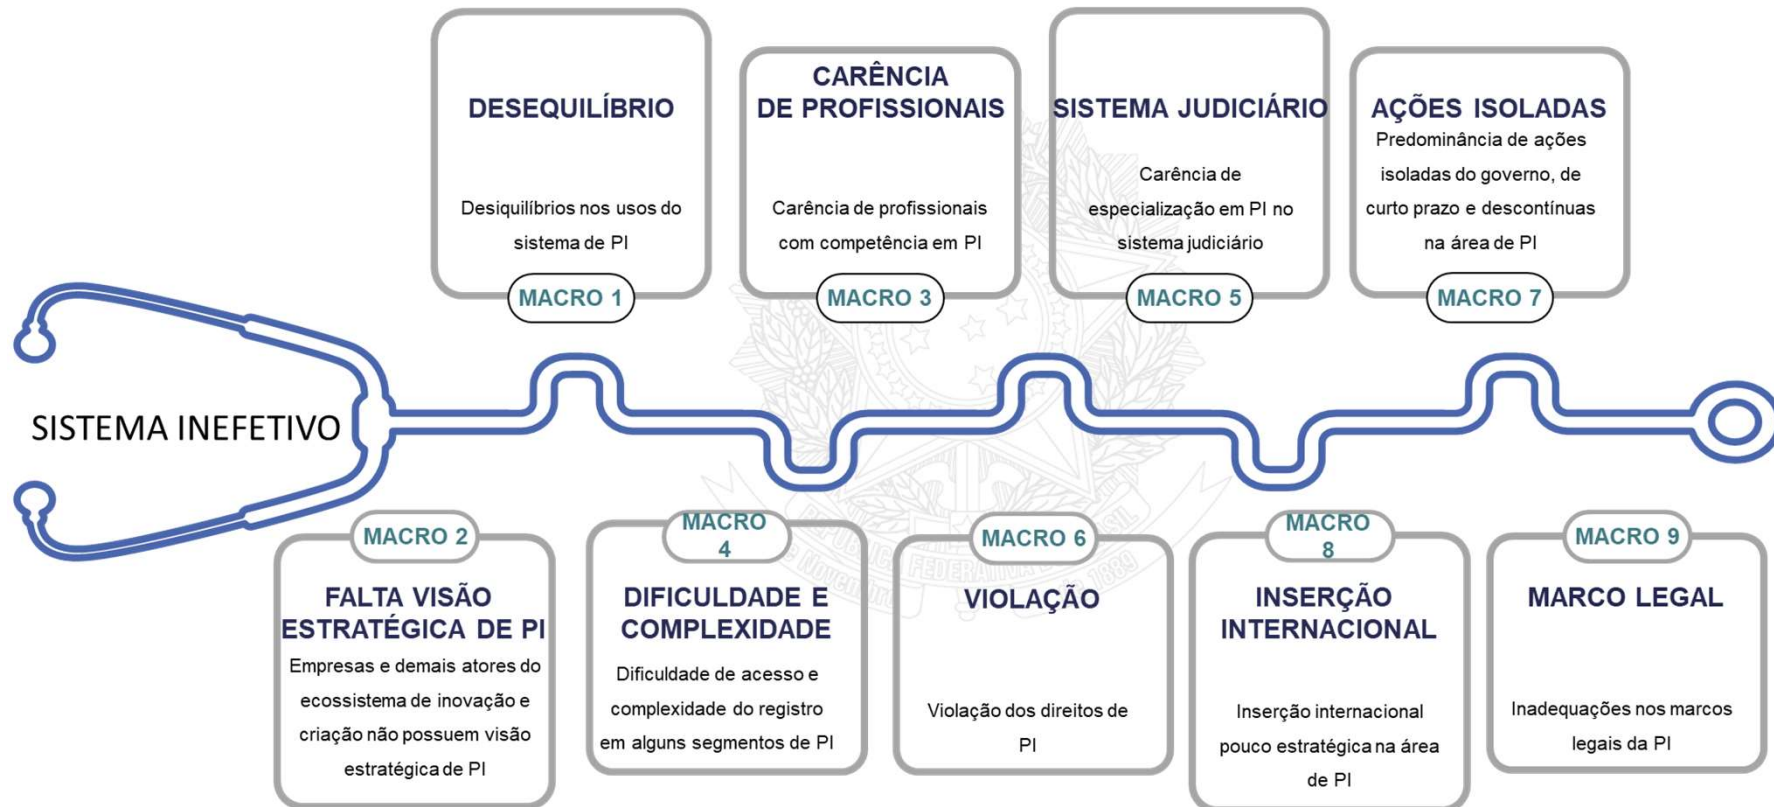 DESEQUILÍBRIO
Desiquilíbrios nos usos do
sistema de PI
MACRO 1
CARÊNCIA
DE PROFISSIONAIS
Carência de profissionais
com competência em PI
MACRO 3
SISTEMA JUDICIÁRIO
Carência de
especialização em PI no
sistema judiciário
MACRO 5
AÇÕES ISOLADAS
Predominância de ações
isoladas do governo, de
curto prazo e descontínuas
na área de PI
MACRO 7
SISTEMA INEFETIVO
MACRO 2
FALTA VISÃO
ESTRATÉGICA DE PI
Empresas e demais atores do
ecossistema de inovação e
criação não possuem visão
estratégica de PI
MACRO
4
DIFICULDADE E
COMPLEXIDADE
Dificuldade de acesso e
complexidade do registro
em alguns segmentos de PI
MACRO 6
VIOLAÇÃO
Violação dos direitos de
PI
MACRO
8
INSERÇÃO
INTERNACIONAL
Inserção internacional
pouco estratégica na área
de PI
MACRO 9
MARCO LEGAL
Inadequações nos marcos
legais da PI